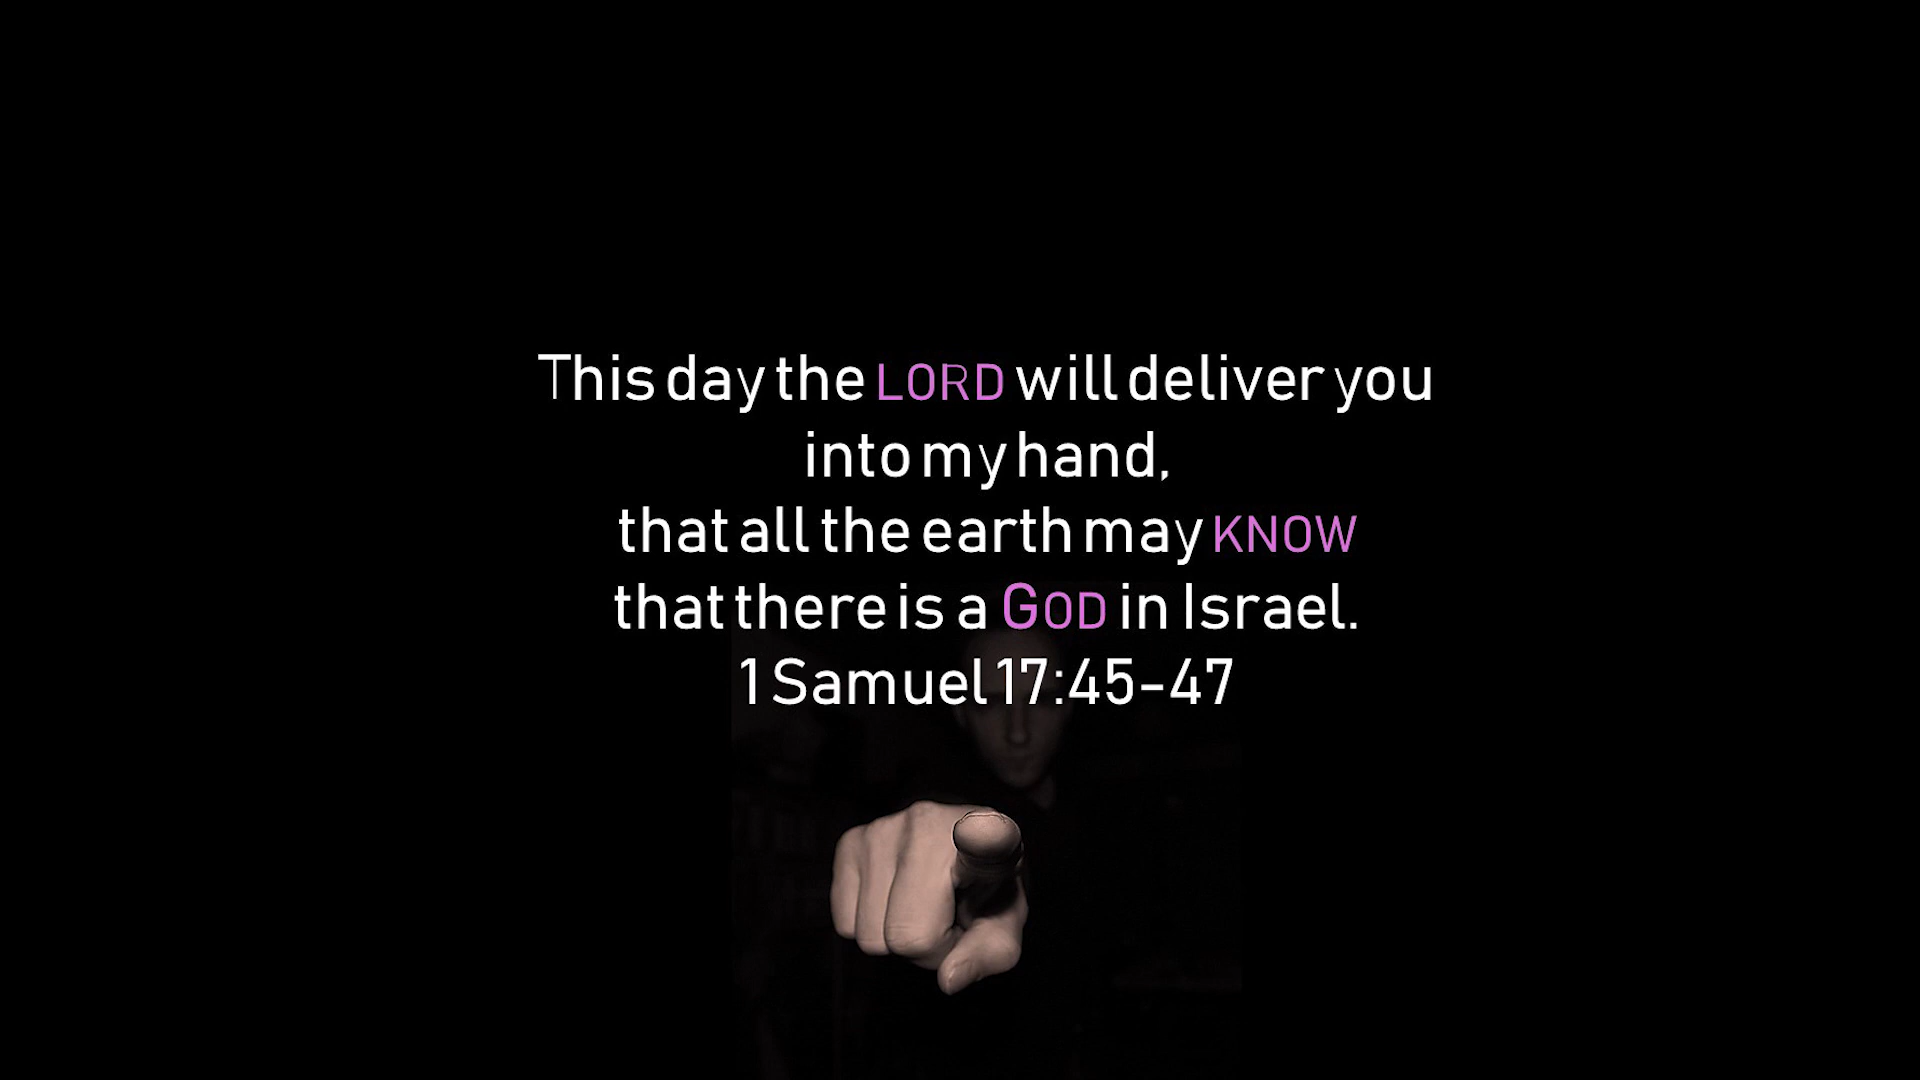 This day the LORD will deliver you
into my hand,
that all the earth may KNOW
that there is a GOD in Israel.
1 Samuel 17:45-47